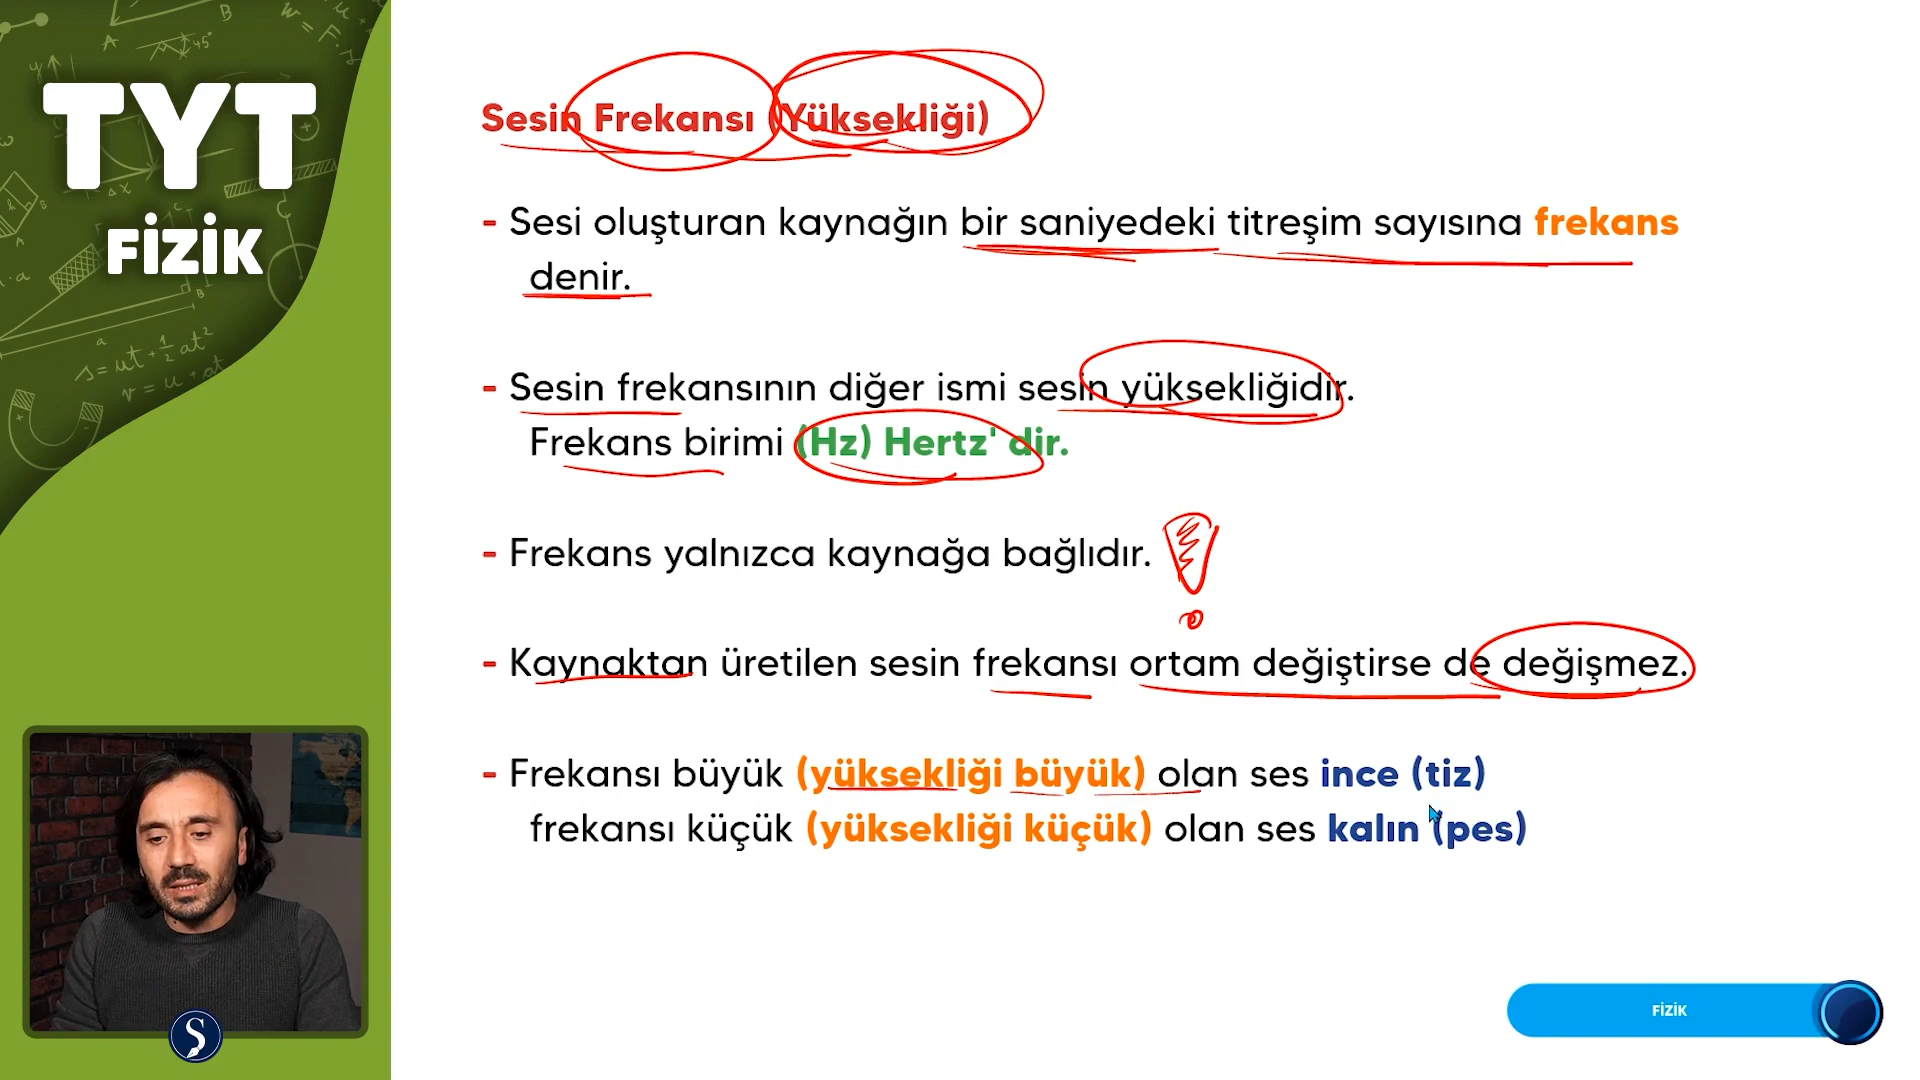 TYT
FİZİK
Sesin Frekansı (Yüksekliği)
- Sesi oluşturan kaynağın bir saniyedeki titreşim sayısına frekans
denir.
- Sesin frekansının diğer ismi sesin yüksekliğidir.
Frekans birimi (Hz) Hertz' dir.
- Frekans yalnızca kaynağa bağlıdır.
- Kaynaktan üretilen sesin frekansı ortam değiştirse de değişmez.
- Frekansı büyük (yüksekliği büyük) olan ses ince (tiz)
frekansı küçük (yüksekliği küçük) olan ses kalın (pes)
S
FİZİK